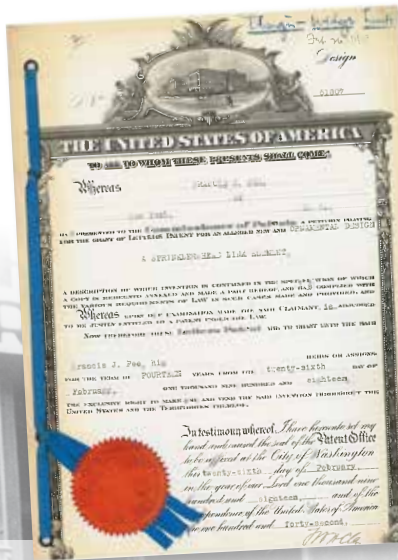 Design
THE UNITED STATES OF AMERICA
TO ALL TO WHOM THESE PRESENTS SHALL COME:
Whereas
OF
PRESENTED TO THE Commissioner of Patents A PETITION PRAYING
FOR THE GRANT OF LETTERS PATENT FOR AN ALLEGED NEW AND ORNAMENTAL DESIGN
A SPRINKLER-HEAD
A DESCRIPTION OF WHICH INVENTION IS CONTAINED IN THE SPECIFICATION OF WHICH
A COPY IS HEREUNTO ANNEXED AND MADE A PART HEREOF, AND HAS COMPLIED WITH
THE VARIOUS REQUIREMENTS OF LAW IN SUCH CASES MADE AND PROVIDED, AND
Whereas UPON DUE EXAMINATION MADE THE SAID CLAIMANT, is ADJUDGED
TO BE JUSTLY ENTITLED TO A PATENT UNDER THE LAW.
NOW THEREFORE THESE Letters Patent ARE TO GRANT UNTO THE SAID
Francis J. his HEIRS OR ASSIGNS
FOR THE TERM OF FOURTEEN YEARS FROM THE twenty-sixth DAY OF
February, ONE THOUSAND NINE HUNDRED AND eighteen,
THE EXCLUSIVE RIGHT TO MAKE, USE AND VEND THE SAID INVENTION THROUGHOUT THE
UNITED STATES AND THE TERRITORIES THEREOF.
In testimony whereof, I have hereunto set my
hand and caused the seal of the Patent Office
to be affixed at the City of Washington
this twenty-sixth day of February,
in the year of our Lord one thousand nine
hundred and eighteen, and of the
Independence of the United States of America
the one hundred and forty-second.